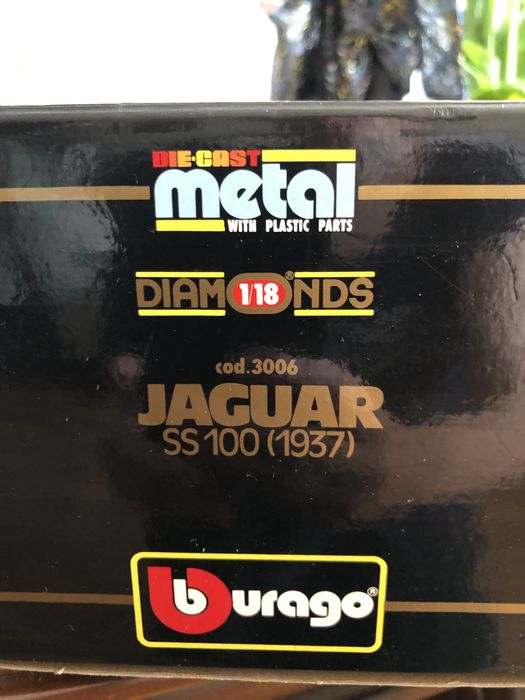 DIE-CAST
metal
WITH PLASTIC PARTS
DIAM 1/18 ®NDS
cod.3006
JAGUAR
SS 100 (1937)
burago®